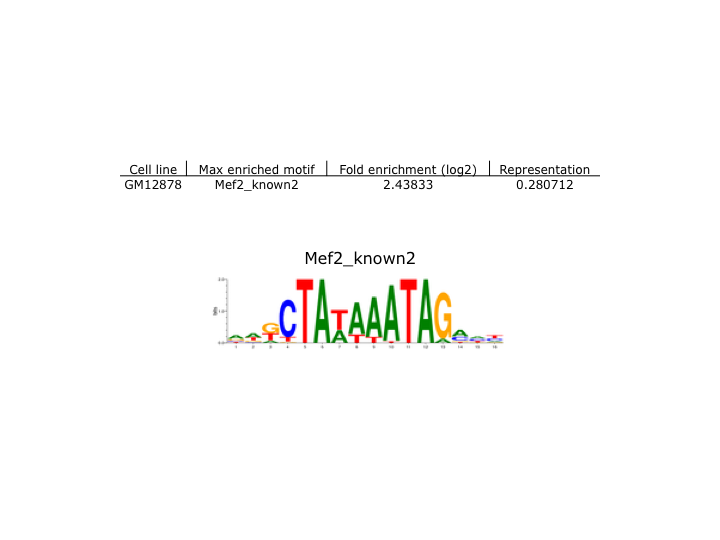 Cell line Max enriched motif Fold enrichment (log2) Representation
GM12878 Mef2_known2 2.43833 0.280712
Mef2_known2